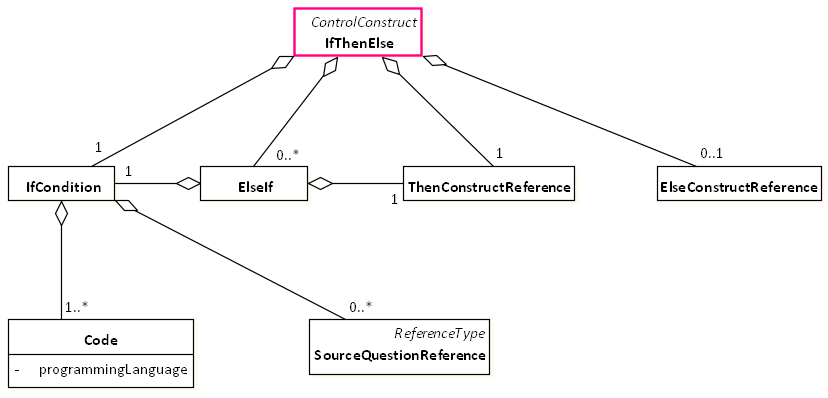 ControlConstruct
IfThenElse
1
0..*
1
0..1
IfCondition
1
ElseIf
1
ThenConstructReference
ElseConstructReference
1..*
0..*
Code
- programmingLanguage
ReferenceType
SourceQuestionReference